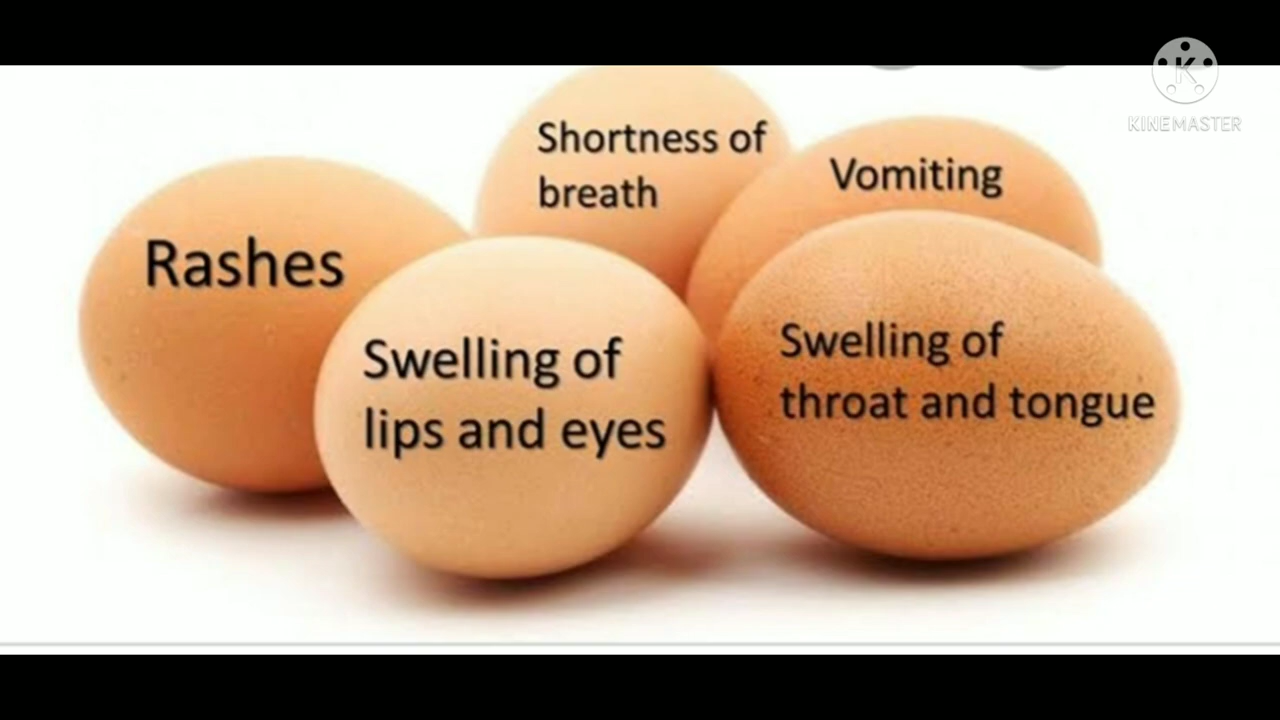 KINEMASTER
Shortness of
breath
Vomiting
Rashes
Swelling of
lips and eyes
Swelling of
throat and tongue